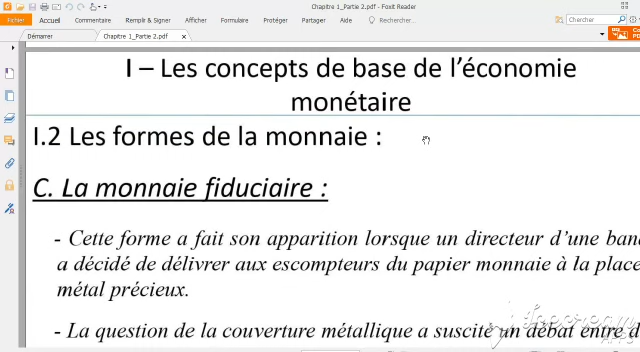 Chapitre 1_Partie 2.pdf - Foxit Reader
Fichier Accueil Commentaire Remplir & Signer Afficher Formulaire Protéger Partager Aide Rechercher... Chercher
Démarrer Chapitre 1_Partie 2.pdf
I – Les concepts de base de l'économie
monétaire
I.2 Les formes de la monnaie :
C. La monnaie fiduciaire :
- Cette forme a fait son apparition lorsque un directeur d'une
a décidé de délivrer aux escompteurs du papier monnaie à la place
métal précieux.
- La question de la couverture métallique a suscité un débat entre